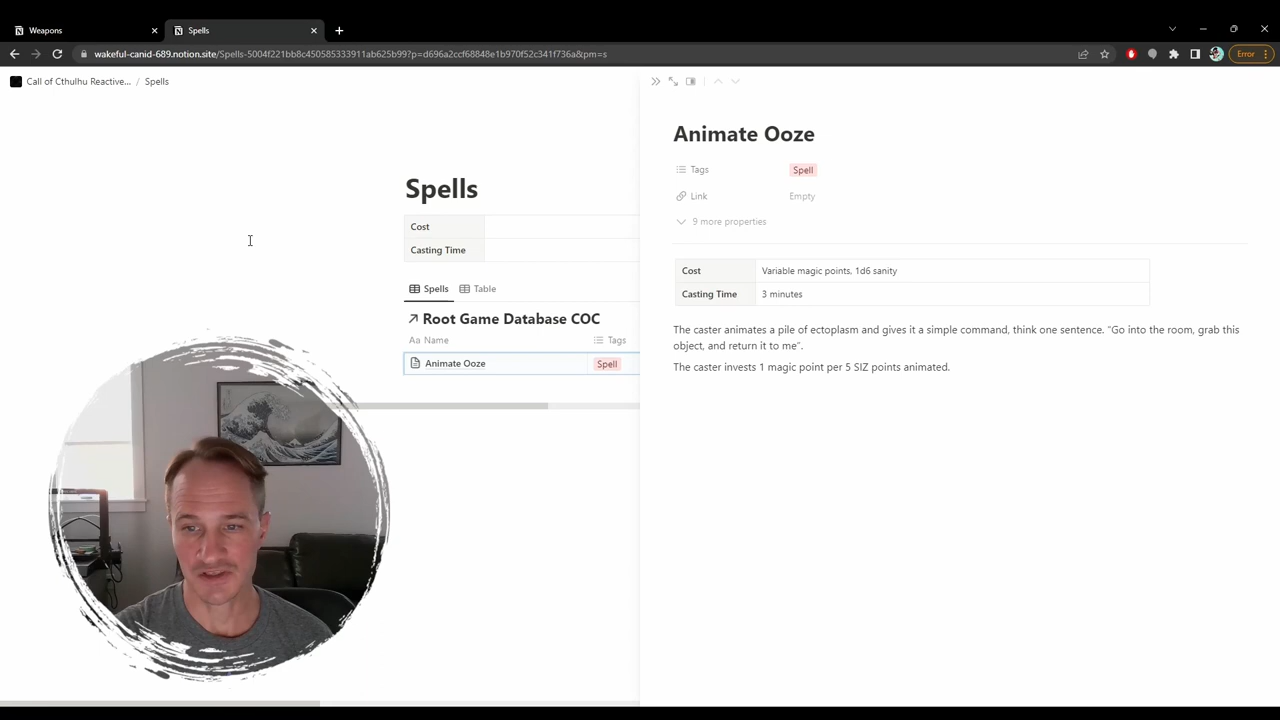 Weapons
Spells
wakeful-canid-689.notion.site/Spells-5004f221bb8c450585333911ab625b99?p=d696a2ccf68848e1b970f52c341f736a&pm=s
Error
Call of Cthulhu Reactive... / Spells
Spells
Cost
Casting Time
Spells
Table
Root Game Database COC
Aa Name
Tags
Animate Ooze
Spell
Animate Ooze
Tags
Spell
Link
Empty
9 more properties
Cost
Variable magic points, 1d6 sanity
Casting Time
3 minutes
The caster animates a pile of ectoplasm and gives it a simple command, think one sentence. "Go into the room, grab this
object, and return it to me".
The caster invests 1 magic point per 5 SIZ points animated.